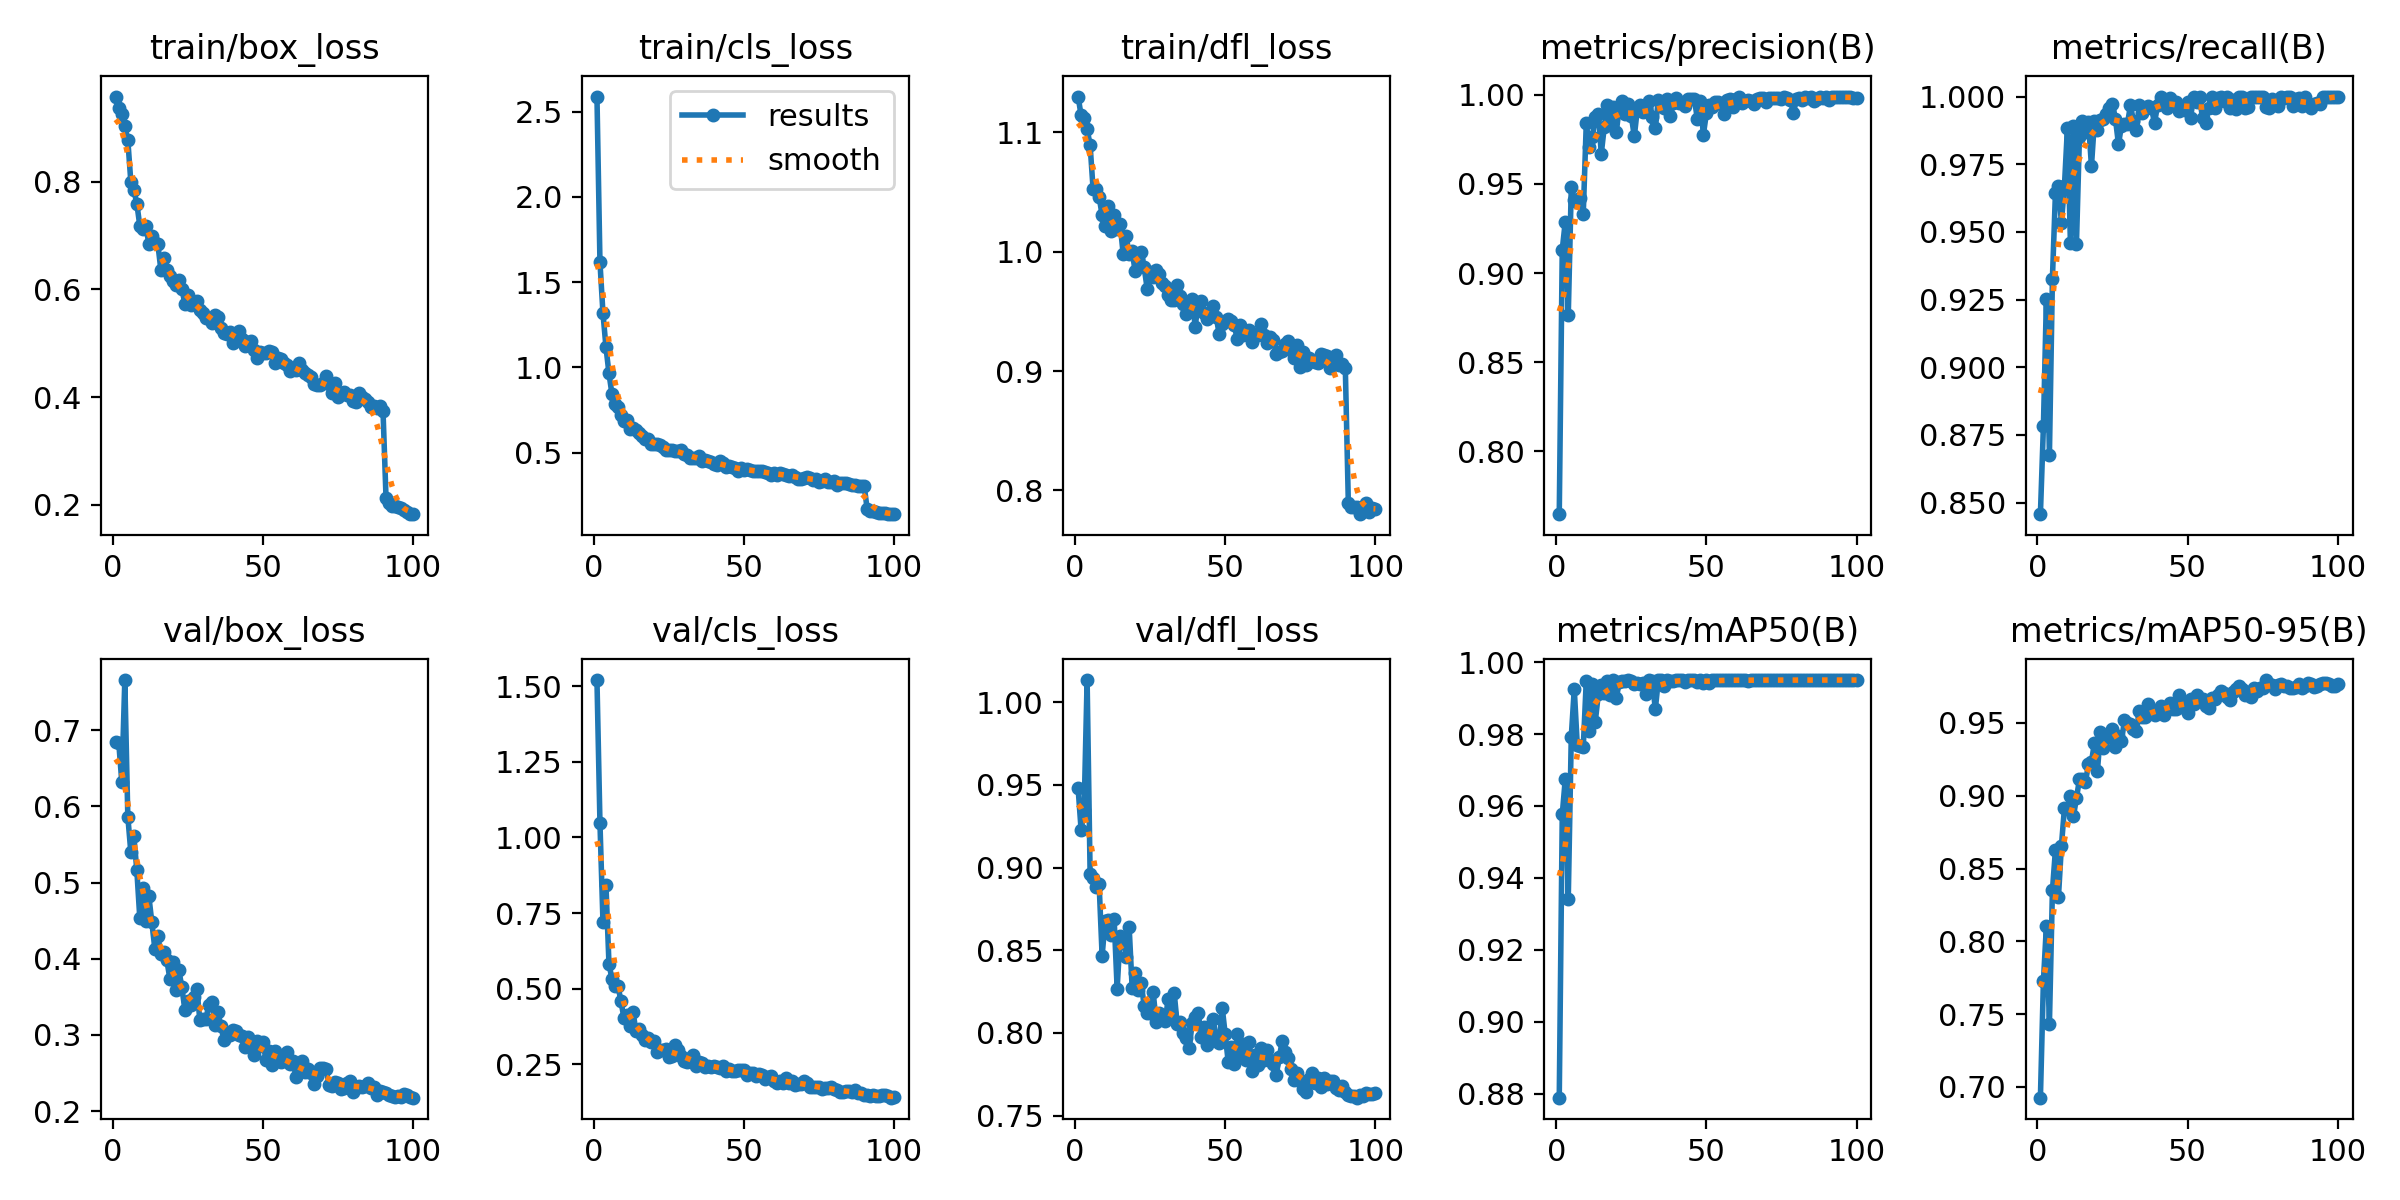 train/box_loss
0.8
0.6
0.4
0.2
0 50 100
train/cls_loss
results
smooth
2.5
2.0
1.5
1.0
0.5
0 50 100
train/dfl_loss
1.1
1.0
0.9
0.8
0 50 100
metrics/precision(B)
1.00
0.95
0.90
0.85
0.80
0 50 100
metrics/recall(B)
1.000
0.975
0.950
0.925
0.900
0.875
0.850
0 50 100
val/box_loss
0.7
0.6
0.5
0.4
0.3
0.2
0 50 100
val/cls_loss
1.50
1.25
1.00
0.75
0.50
0.25
0 50 100
val/dfl_loss
1.00
0.95
0.90
0.85
0.80
0.75
0 50 100
metrics/mAP50(B)
1.00
0.98
0.96
0.94
0.92
0.90
0.88
0 50 100
metrics/mAP50-95(B)
0.95
0.90
0.85
0.80
0.75
0.70
0 50 100